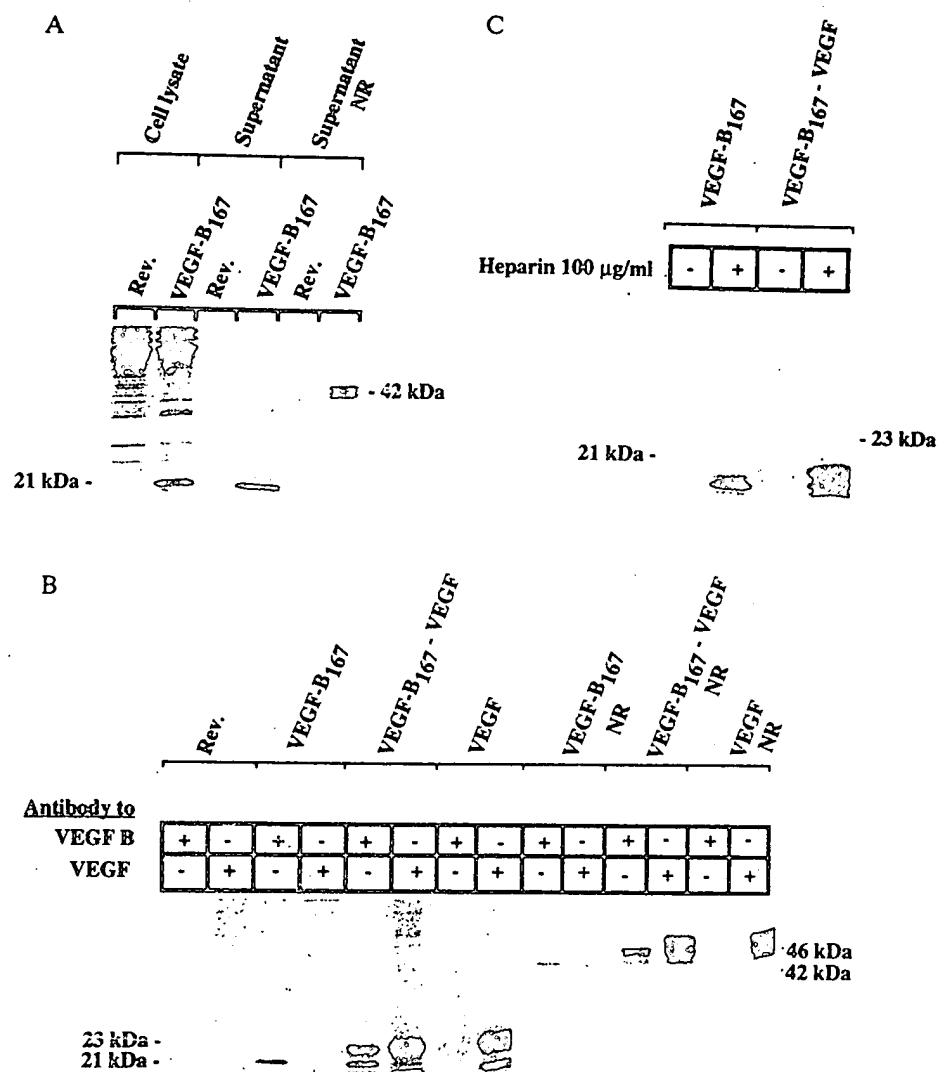 A
Cell lysate
Supernatant
Supernatant
NR
Rev.
VEGF-B167
Rev.
VEGF-B167
Rev.
VEGF-B167
- 42 kDa
21 kDa -
C
VEGF-B167
VEGF-B167 - VEGF
Heparin 100 µg/ml - + - +
21 kDa -
- 23 kDa
B
Rev.
VEGF-B167
VEGF-B167 - VEGF
VEGF
VEGF-B167
NR
VEGF-B167 - VEGF
NR
VEGF
NR
Antibody to
VEGF B + - + - + - + - + - + - + -
VEGF - + - + - + - + - + - + - +
46 kDa
42 kDa
23 kDa -
21 kDa -